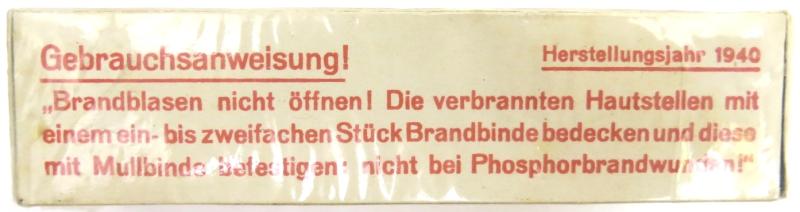 Gebrauchsanweisung!
Herstellungsjahr 1940
„Brandblasen nicht öffnen! Die verbrannten Hautstellen mit
einem ein- bis zweifachen Stück Brandbinde bedecken und diese
mit Mullbinde befestigen: nicht bei Phosphorbrandwunden!“